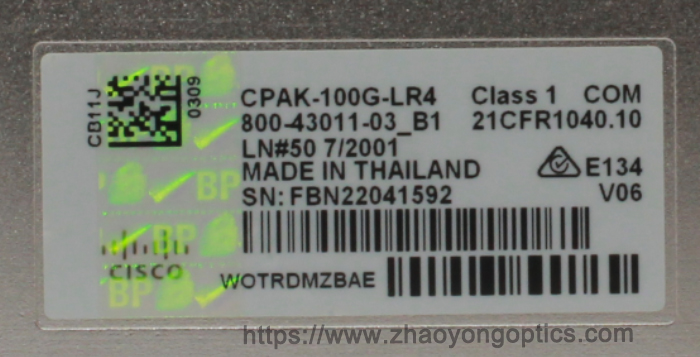 CB11J
0309
CPAK-100G-LR4 Class 1 COM
800-43011-03_B1 21CFR1040.10
LN#50 7/2001
MADE IN THAILAND E134
SN: FBN22041592 V06
BP
BP
BP
BP
CISCO
WOTRDMZBAE
https://www.zhaoyongoptics.com